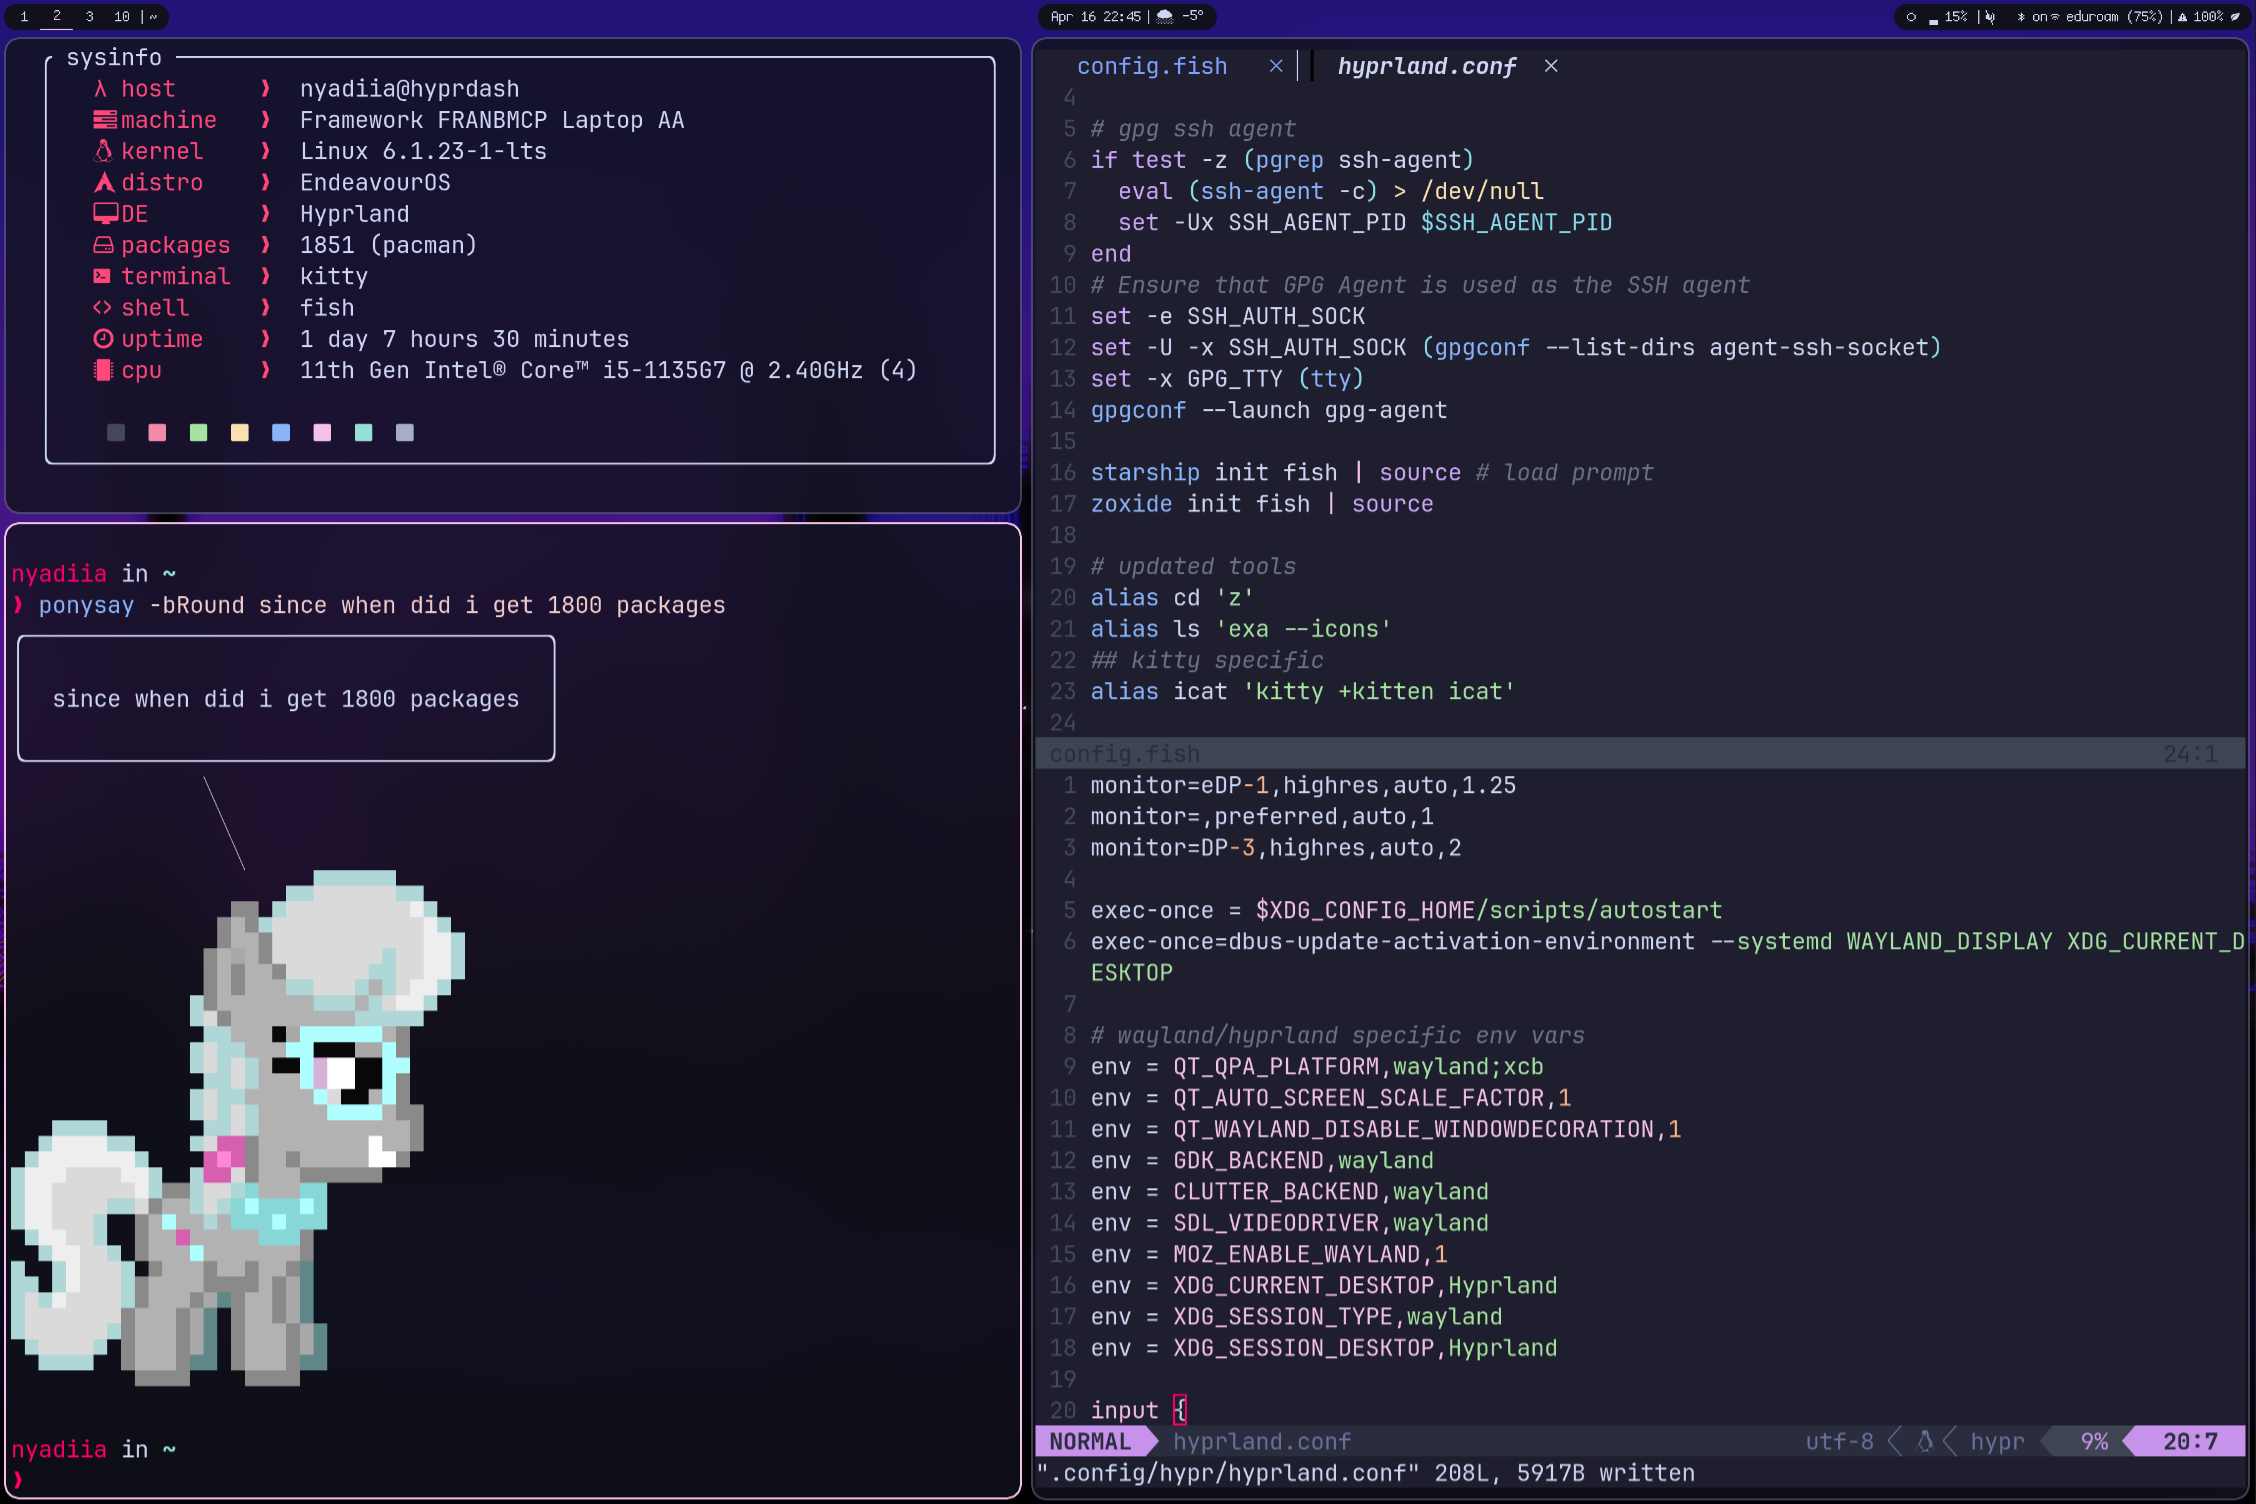 1 2 3 10 | ~
Apr 16 22:45 | -5°
15% | on eduroam (75%) | 100%
sysinfo
λ host ❱ nyadiia@hyprdash
machine ❱ Framework FRANBMCP Laptop AA
kernel ❱ Linux 6.1.23-1-lts
distro ❱ EndeavourOS
DE ❱ Hyprland
packages ❱ 1851 (pacman)
terminal ❱ kitty
shell ❱ fish
uptime ❱ 1 day 7 hours 30 minutes
cpu ❱ 11th Gen Intel® Core™ i5-1135G7 @ 2.40GHz (4)
nyadiia in ~
❱ ponysay -bRound since when did i get 1800 packages
since when did i get 1800 packages
nyadiia in ~
❱
config.fish × hyprland.conf ×
4
5 # gpg ssh agent
6 if test -z (pgrep ssh-agent)
7   eval (ssh-agent -c) > /dev/null
8   set -Ux SSH_AGENT_PID $SSH_AGENT_PID
9 end
10 # Ensure that GPG Agent is used as the SSH agent
11 set -e SSH_AUTH_SOCK
12 set -U -x SSH_AUTH_SOCK (gpgconf --list-dirs agent-ssh-socket)
13 set -x GPG_TTY (tty)
14 gpgconf --launch gpg-agent
15
16 starship init fish | source # load prompt
17 zoxide init fish | source
18
19 # updated tools
20 alias cd 'z'
21 alias ls 'exa --icons'
22 ## kitty specific
23 alias icat 'kitty +kitten icat'
24
config.fish 24:1
1 monitor=eDP-1,highres,auto,1.25
2 monitor=,preferred,auto,1
3 monitor=DP-3,highres,auto,2
4
5 exec-once = $XDG_CONFIG_HOME/scripts/autostart
6 exec-once=dbus-update-activation-environment --systemd WAYLAND_DISPLAY XDG_CURRENT_D
ESKTOP
7
8 # wayland/hyprland specific env vars
9 env = QT_QPA_PLATFORM,wayland;xcb
10 env = QT_AUTO_SCREEN_SCALE_FACTOR,1
11 env = QT_WAYLAND_DISABLE_WINDOWDECORATION,1
12 env = GDK_BACKEND,wayland
13 env = CLUTTER_BACKEND,wayland
14 env = SDL_VIDEODRIVER,wayland
15 env = MOZ_ENABLE_WAYLAND,1
16 env = XDG_CURRENT_DESKTOP,Hyprland
17 env = XDG_SESSION_TYPE,wayland
18 env = XDG_SESSION_DESKTOP,Hyprland
19
20 input {
NORMAL hyprland.conf utf-8 hypr 9% 20:7
".config/hypr/hyprland.conf" 208L, 5917B written